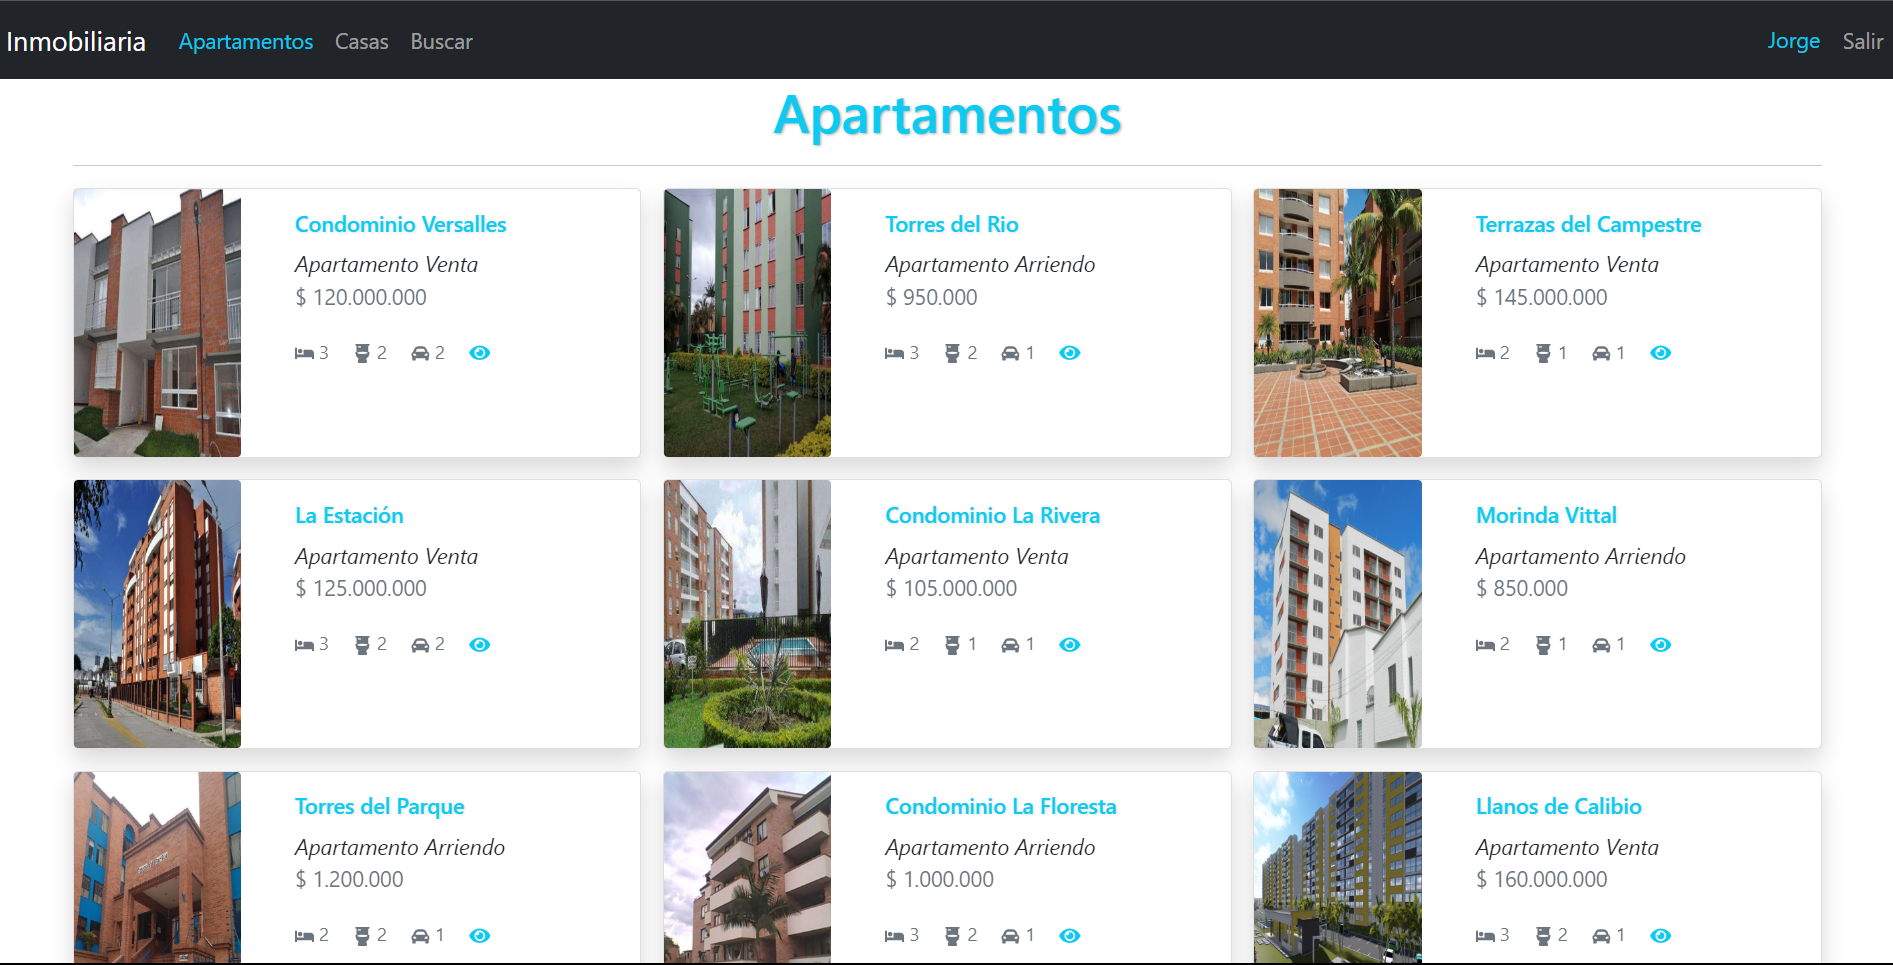 Inmobiliaria Apartamentos Casas Buscar Jorge Salir
Apartamentos
Condominio Versalles
Apartamento Venta
$ 120.000.000
3 2 2
Torres del Rio
Apartamento Arriendo
$ 950.000
3 2 1
Terrazas del Campestre
Apartamento Venta
$ 145.000.000
2 1 1
La Estación
Apartamento Venta
$ 125.000.000
3 2 2
Condominio La Rivera
Apartamento Venta
$ 105.000.000
2 1 1
Morinda Vittal
Apartamento Arriendo
$ 850.000
2 1 1
Torres del Parque
Apartamento Arriendo
$ 1.200.000
2 2 1
Condominio La Floresta
Apartamento Arriendo
$ 1.000.000
3 2 1
Llanos de Calibio
Apartamento Venta
$ 160.000.000
3 2 1